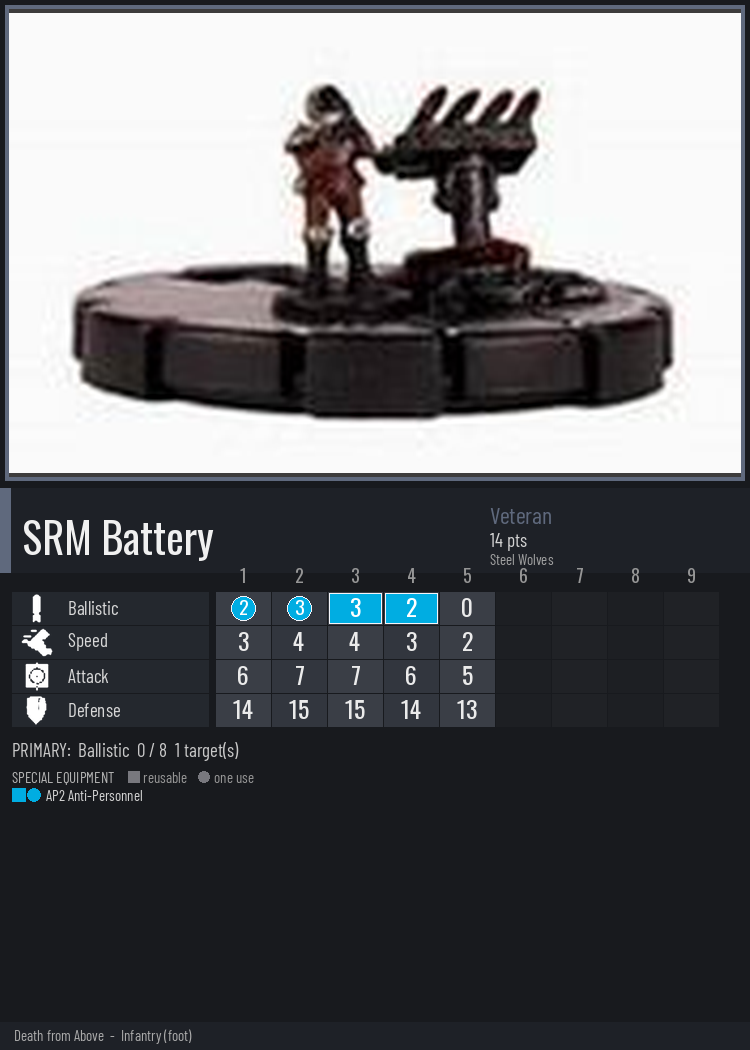 SRM Battery
Veteran
14 pts
Steel Wolves
1 2 3 4 5 6 7 8 9
Ballistic 2 3 3 2 0
Speed 3 4 4 3 2
Attack 6 7 7 6 5
Defense 14 15 15 14 13
PRIMARY: Ballistic 0 / 8 1 target(s)
SPECIAL EQUIPMENT reusable one use
AP2 Anti-Personnel
Death from Above - Infantry (foot)